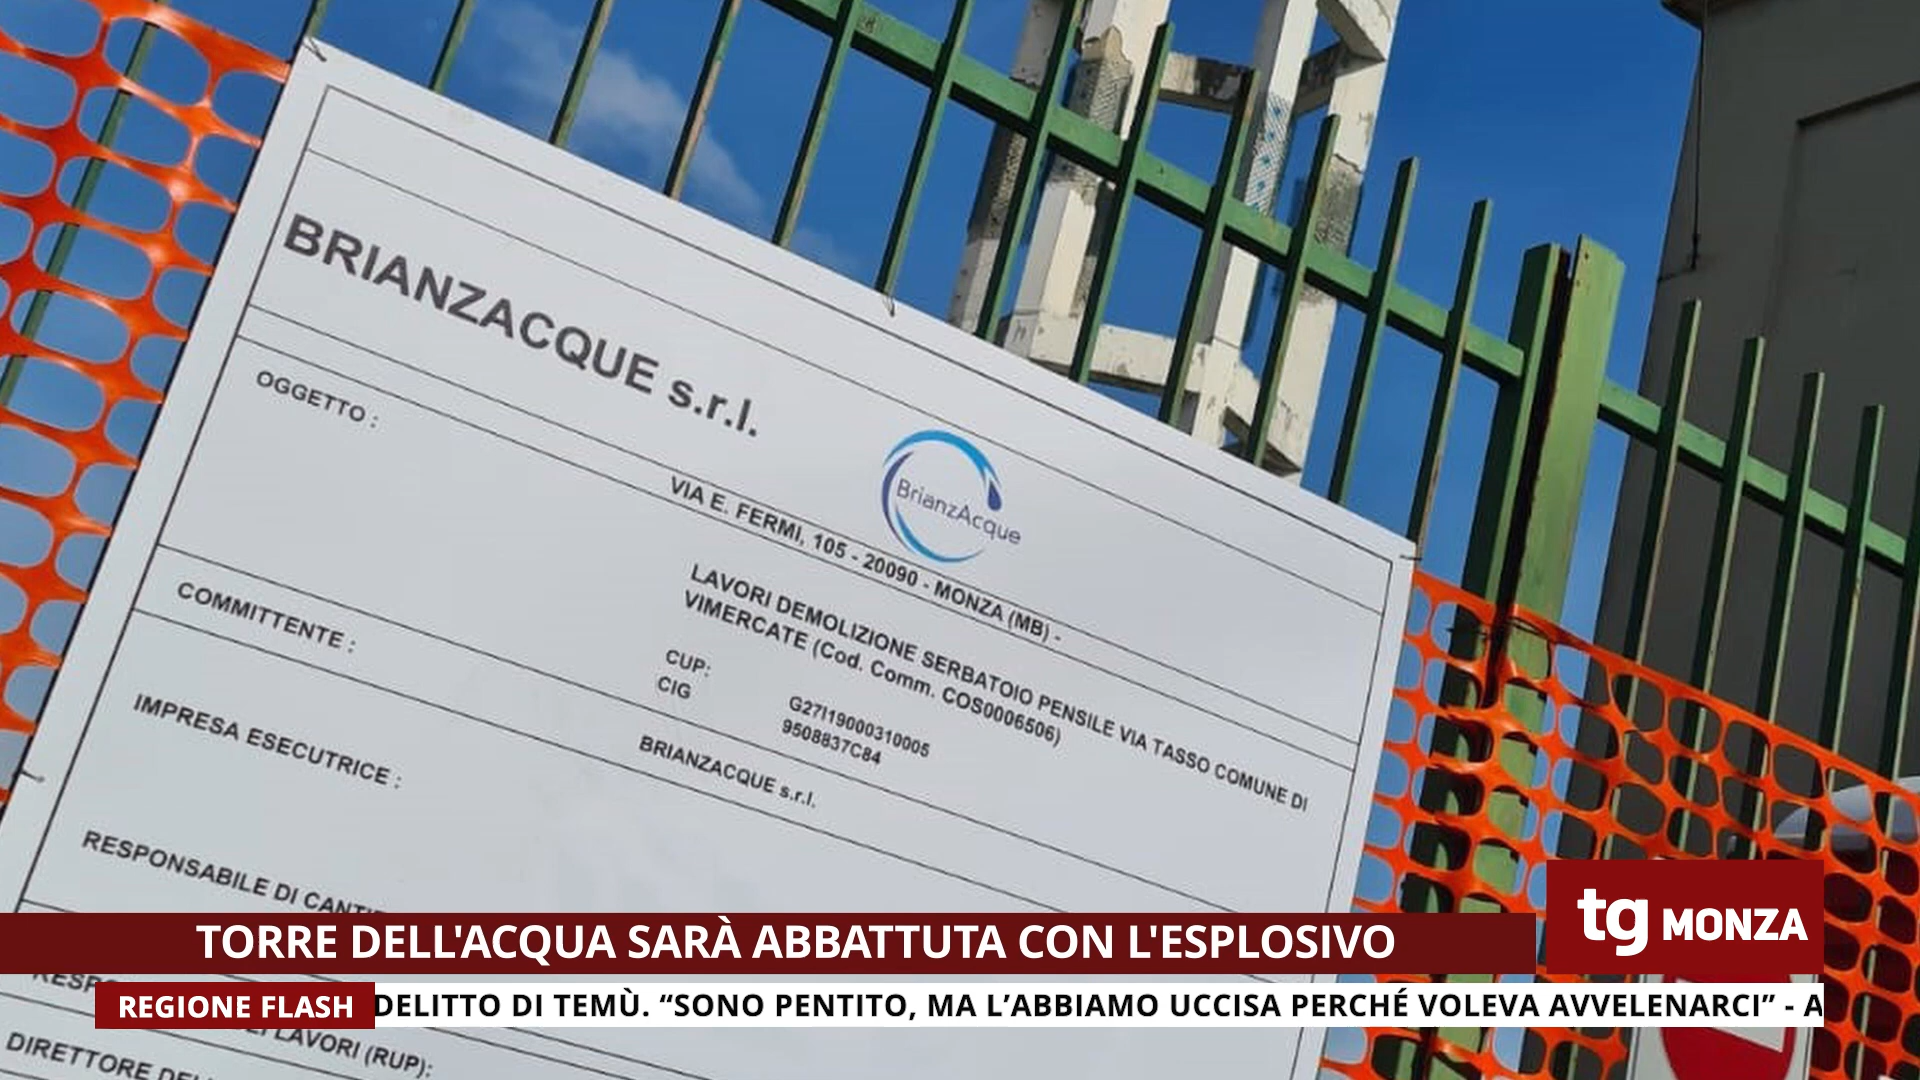 BRIANZACQUE s.r.l.
BrianzAcque
VIA E. FERMI, 105 - 20090 - MONZA (MB) -
OGGETTO :
LAVORI DEMOLIZIONE SERBATOIO PENSILE VIA TASSO COMUNE DI
VIMERCATE (Cod. Comm. COS0006506)
CUP: G27I19000310005
CIG 9508837C84
COMMITTENTE :
BRIANZACQUE s.r.l.
IMPRESA ESECUTRICE :
RESPONSABILE DI
LAVORI (RUP):
DIRETTORE
TORRE DELL'ACQUA SARÀ ABBATTUTA CON L'ESPLOSIVO
tg MONZA
REGIONE FLASH
DELITTO DI TEMÙ. “SONO PENTITO, MA L’ABBIAMO UCCISA PERCHÉ VOLEVA AVVELENARCI” - A